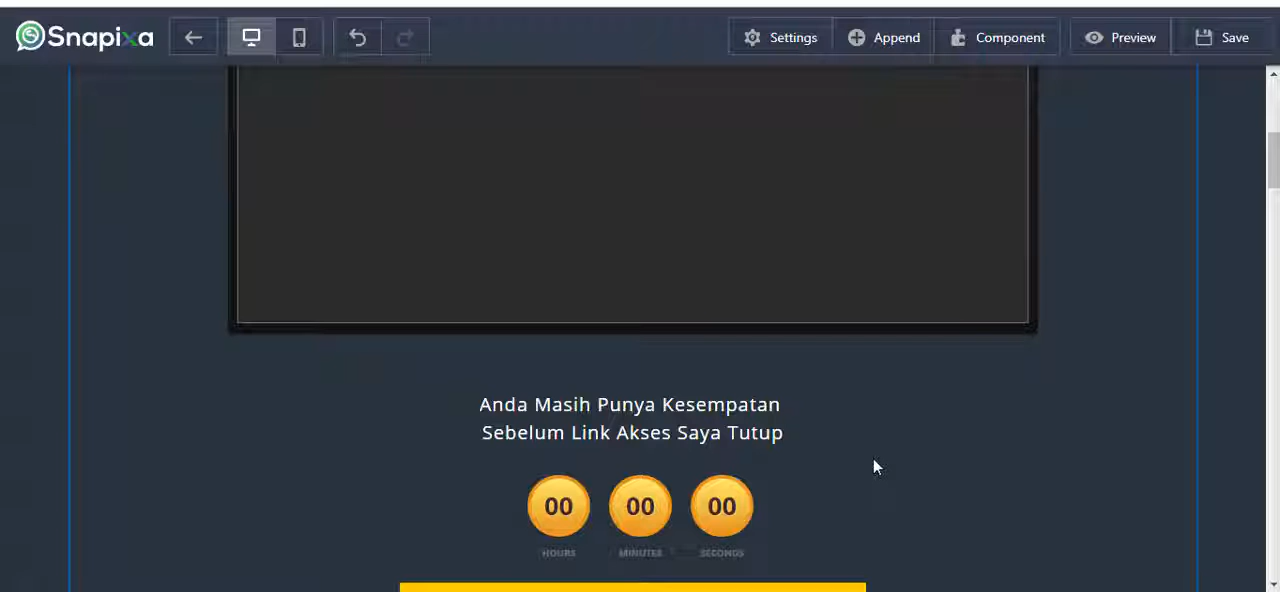 Snapixa
Settings
Append
Component
Preview
Save
Anda Masih Punya Kesempatan
Sebelum Link Akses Saya Tutup
00 00 00
HOURS MINUTES SECONDS